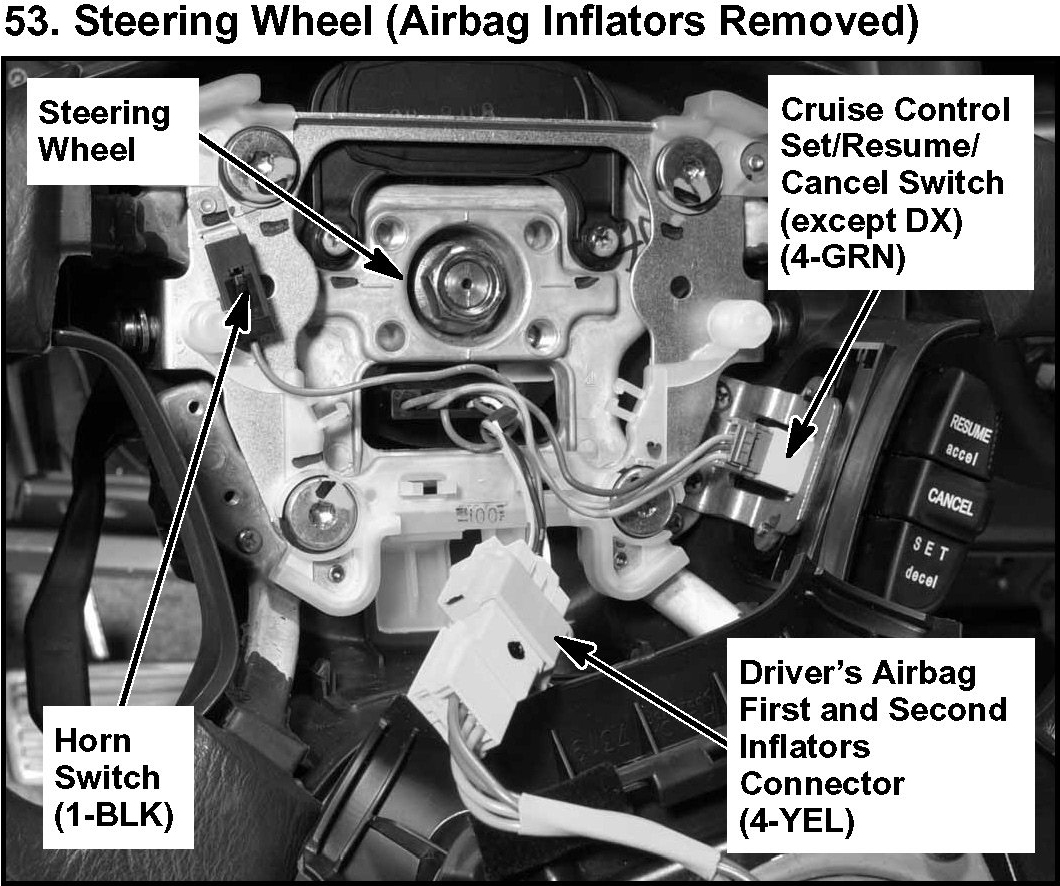 53. Steering Wheel (Airbag Inflators Removed)
Steering
Wheel
Cruise Control
Set/Resume/
Cancel Switch
(except DX)
(4-GRN)
RESUME
accel
CANCEL
SET
decel
Horn
Switch
(1-BLK)
Driver's Airbag
First and Second
Inflators
Connector
(4-YEL)